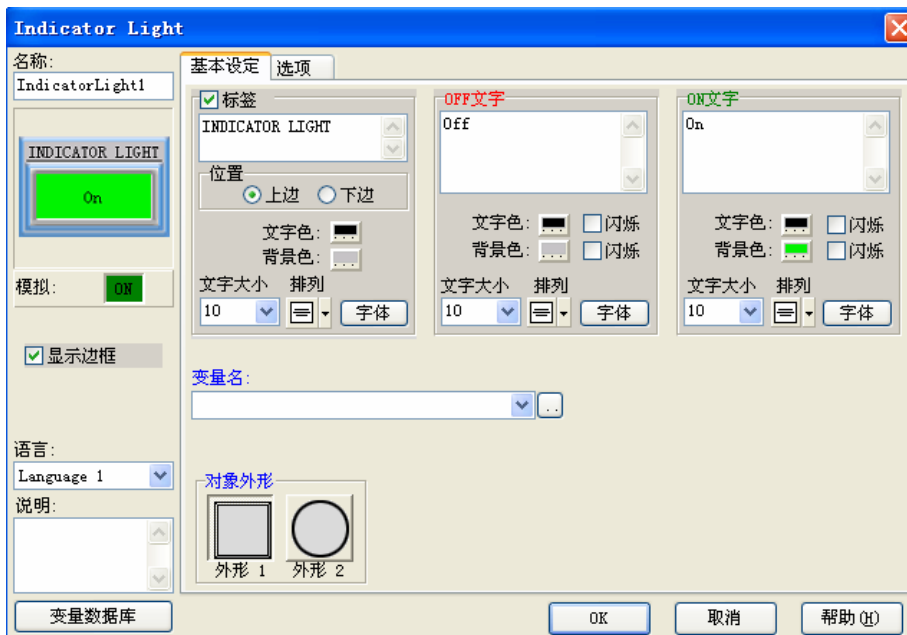 Indicator Light
名称:
IndicatorLight1
INDICATOR LIGHT
On
模拟: ON
显示边框
语言:
Language 1
说明:
变量数据库
基本设定 选项
标签
INDICATOR LIGHT
位置
上边 下边
文字色: ...
背景色: ...
文字大小 排列
10 字体
OFF文字
Off
文字色: ... 闪烁
背景色: ... 闪烁
文字大小 排列
10 字体
ON文字
On
文字色: ... 闪烁
背景色: ... 闪烁
文字大小 排列
10 字体
变量名:
..
对象外形
外形 1 外形 2
OK 取消 帮助(H)